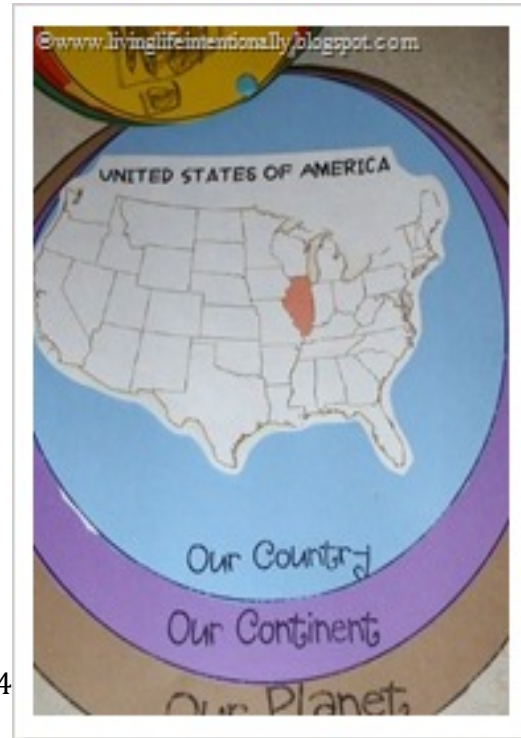 ©www.livinglifeintentionally.blogspot.com
UNITED STATES OF AMERICA
Our Country
Our Continent
4
Our Planet